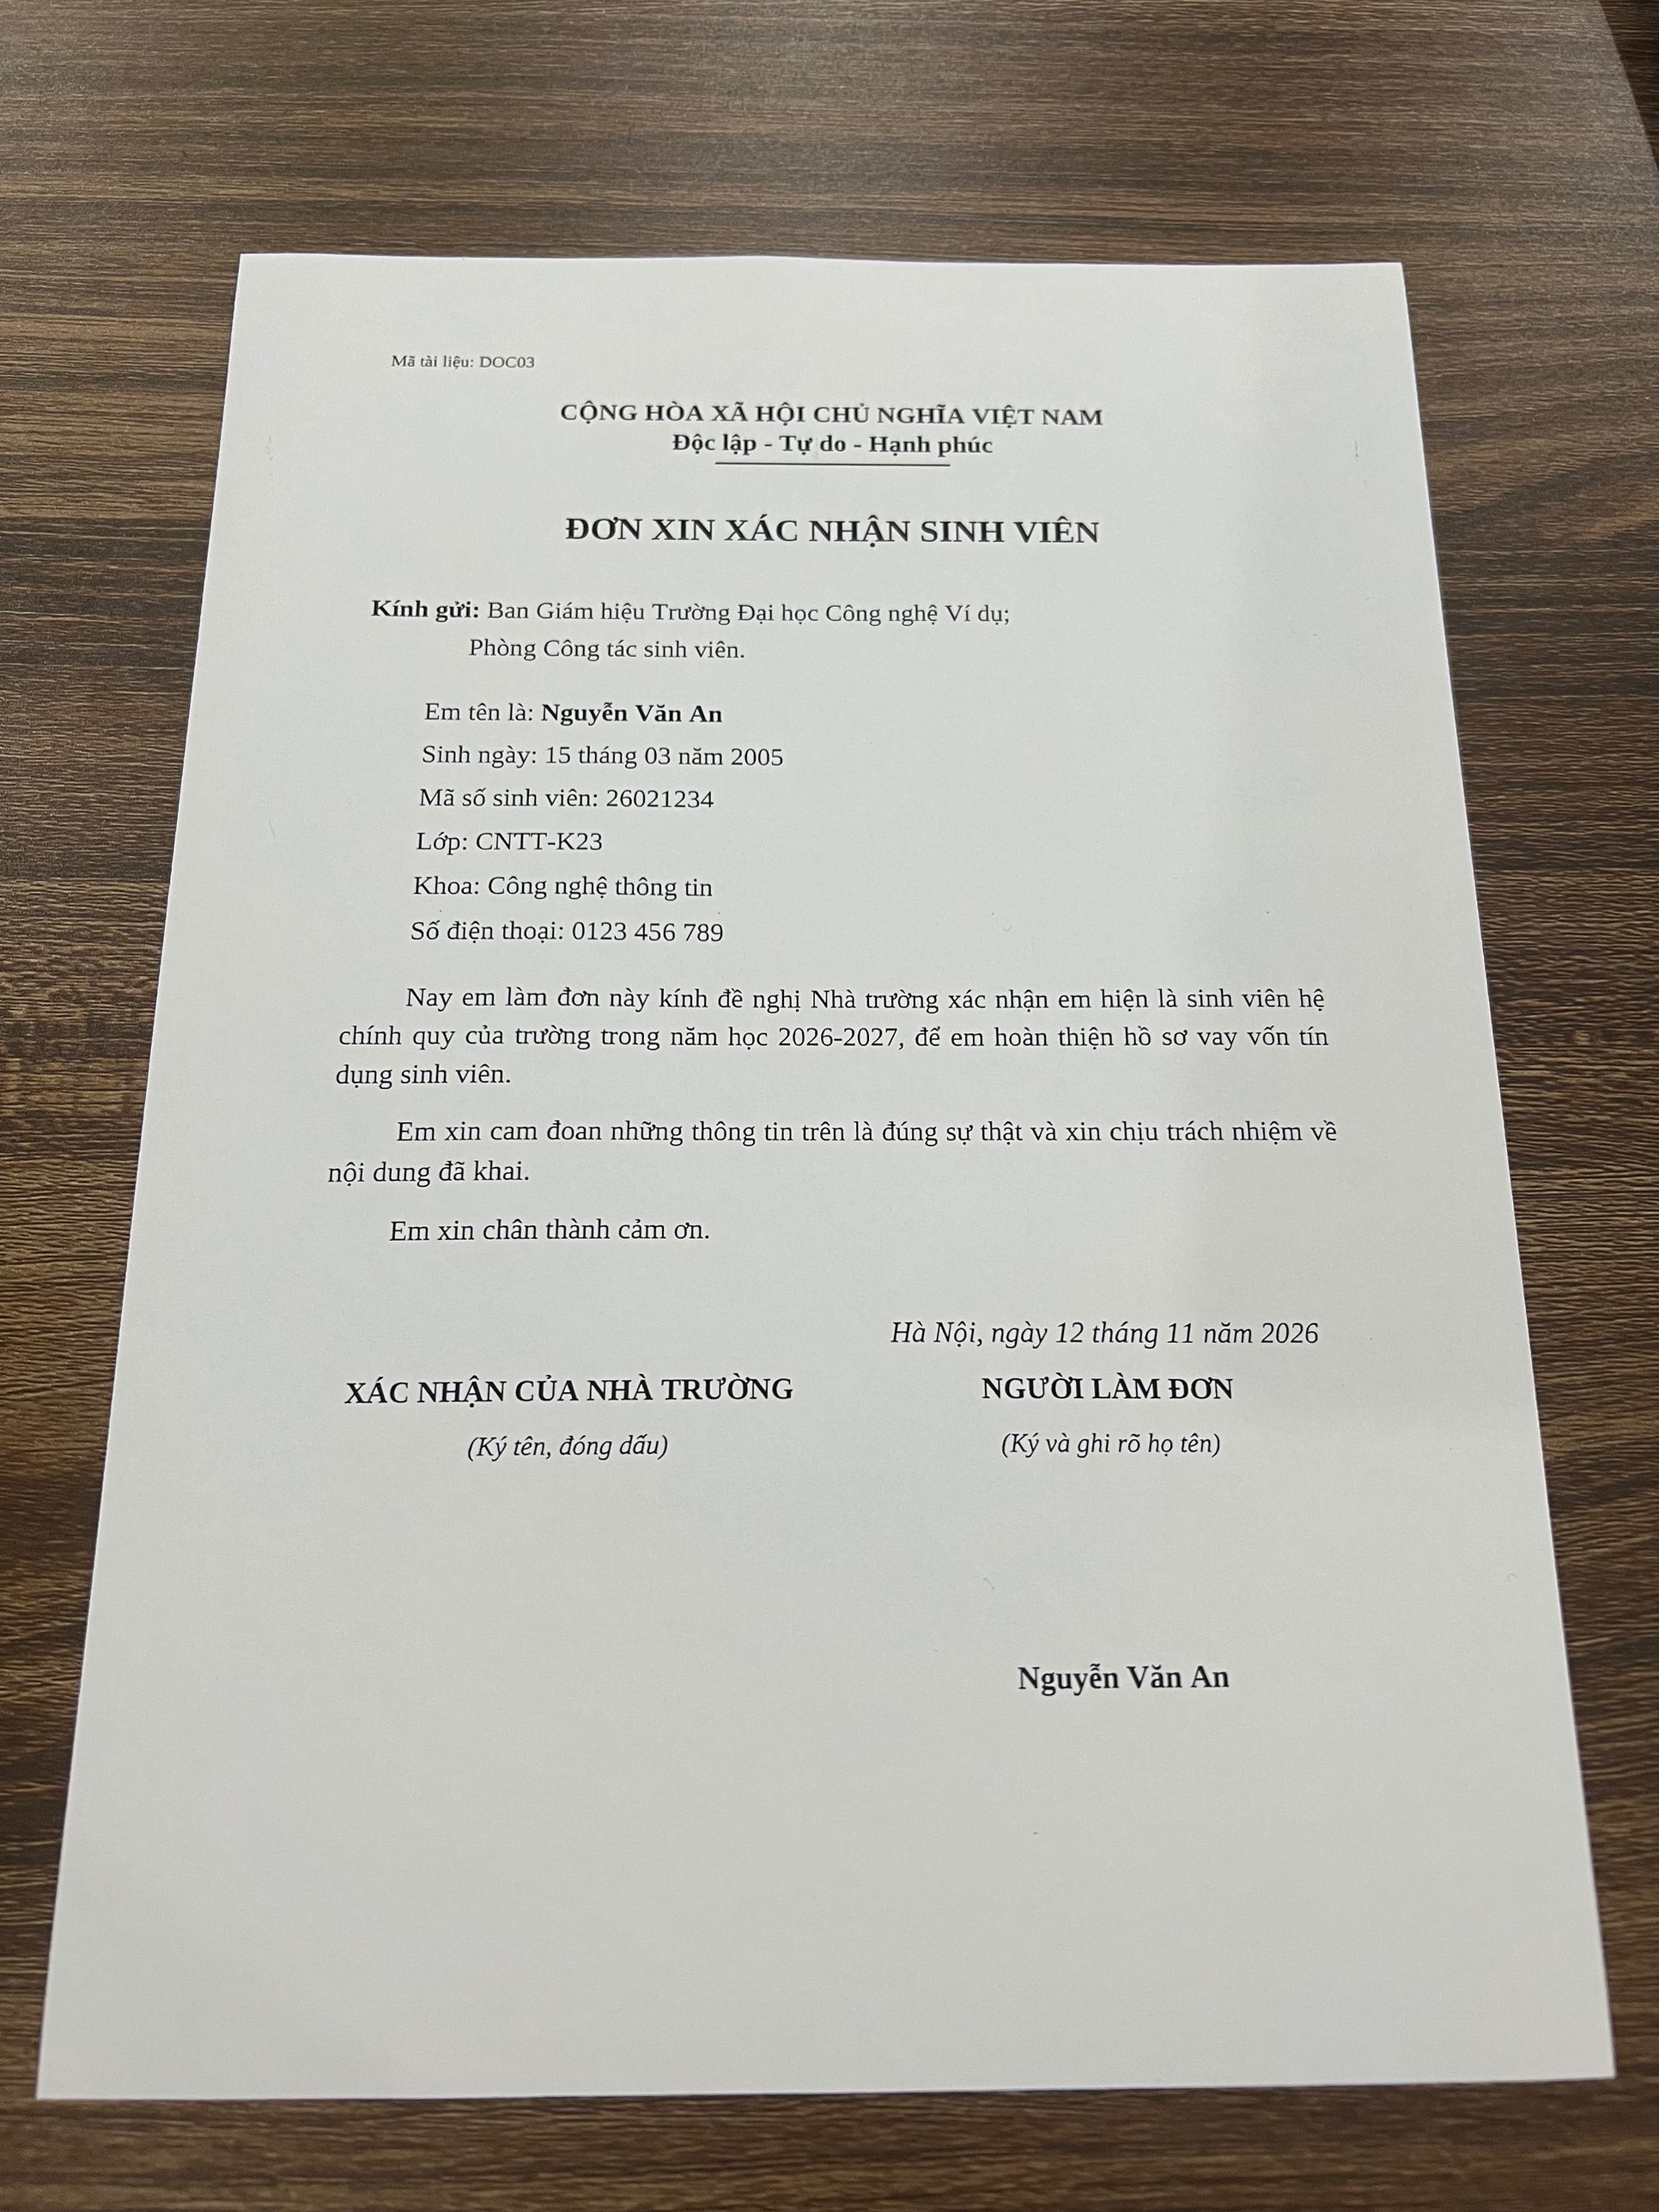 Mã tài liệu: DOC03
CỘNG HÒA XÃ HỘI CHỦ NGHĨA VIỆT NAM
Độc lập - Tự do - Hạnh phúc
ĐƠN XIN XÁC NHẬN SINH VIÊN
Kính gửi: Ban Giám hiệu Trường Đại học Công nghệ Ví dụ;
Phòng Công tác sinh viên.
Em tên là: Nguyễn Văn An
Sinh ngày: 15 tháng 03 năm 2005
Mã số sinh viên: 26021234
Lớp: CNTT-K23
Khoa: Công nghệ thông tin
Số điện thoại: 0123 456 789
Nay em làm đơn này kính đề nghị Nhà trường xác nhận em hiện là sinh viên hệ
chính quy của trường trong năm học 2026-2027, để em hoàn thiện hồ sơ vay vốn tín
dụng sinh viên.
Em xin cam đoan những thông tin trên là đúng sự thật và xin chịu trách nhiệm về
nội dung đã khai.
Em xin chân thành cảm ơn.
Hà Nội, ngày 12 tháng 11 năm 2026
XÁC NHẬN CỦA NHÀ TRƯỜNG
(Ký tên, đóng dấu)
NGƯỜI LÀM ĐƠN
(Ký và ghi rõ họ tên)
Nguyễn Văn An